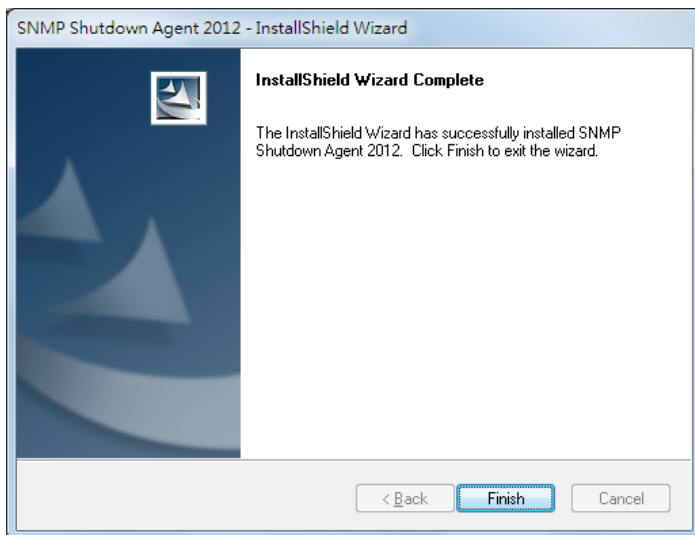 SNMP Shutdown Agent 2012 - InstallShield Wizard
InstallShield Wizard Complete
The InstallShield Wizard has successfully installed SNMP
Shutdown Agent 2012. Click Finish to exit the wizard.
< Back
Finish
Cancel